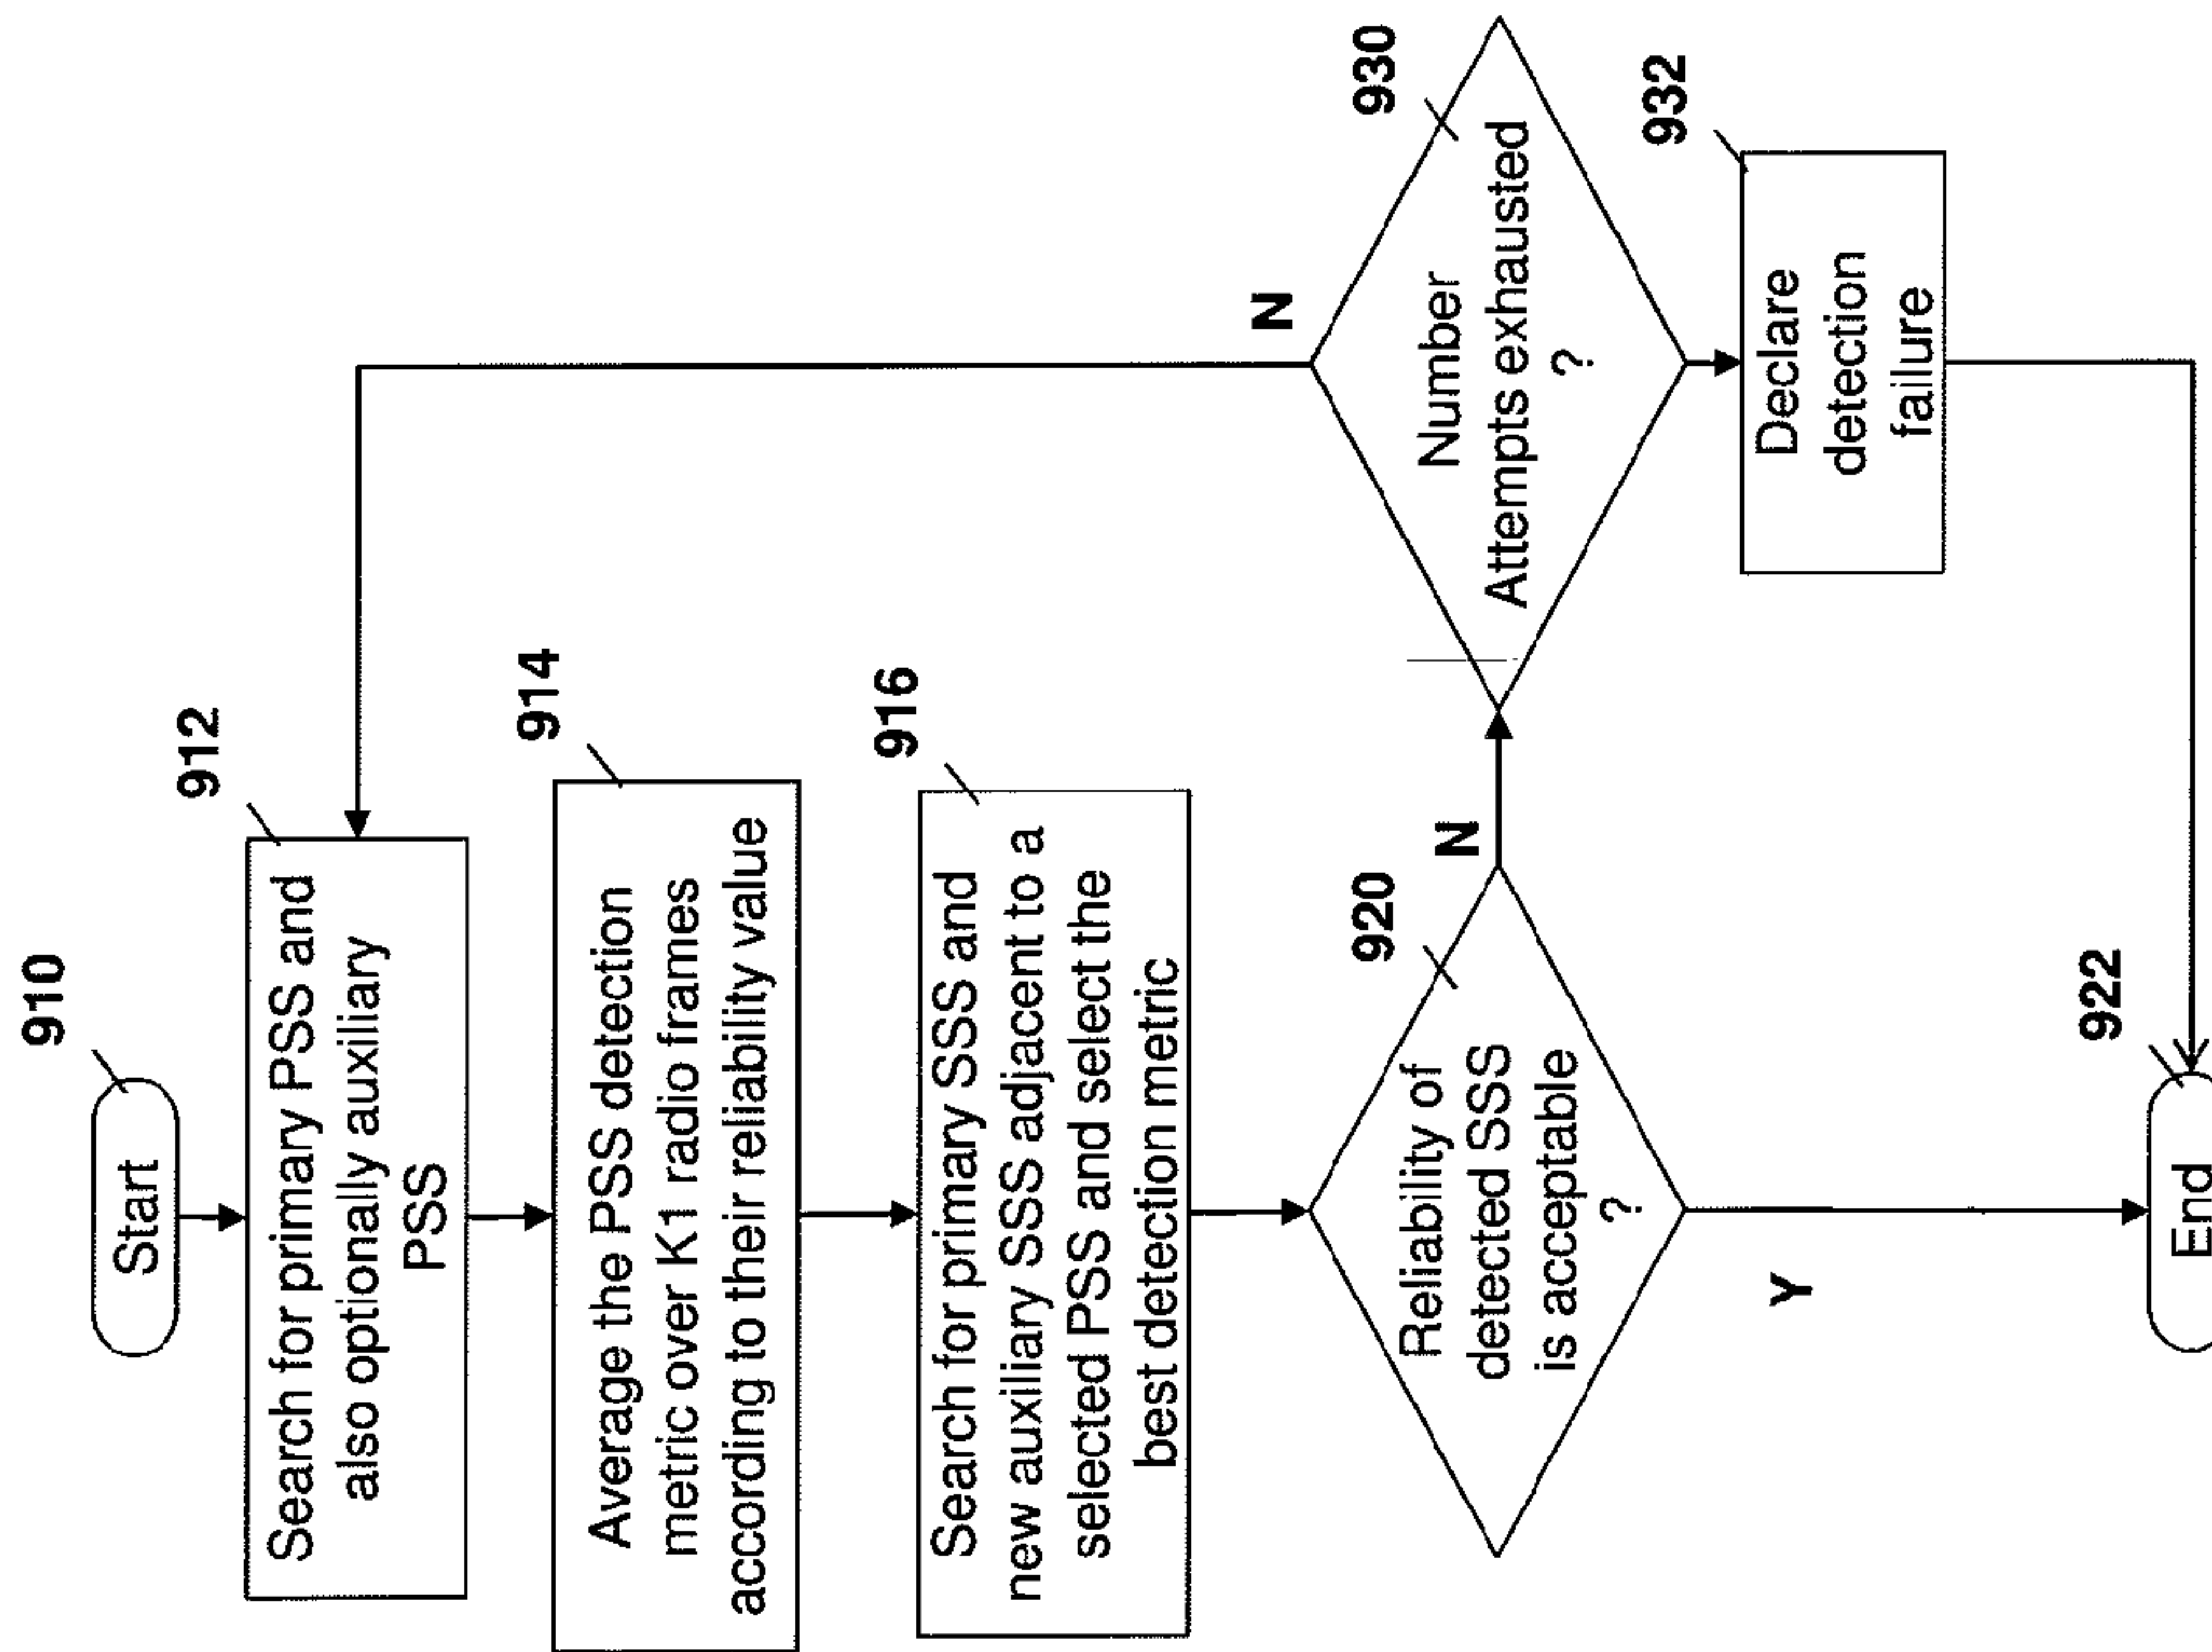 910
Start
912
Search for primary PSS and
also optionally auxiliary
PSS
914
Average the PSS detection
metric over K1 radio frames
according to their reliability value
916
Search for primary SSS and
new auxiliary SSS adjacent to a
selected PSS and select the
best detection metric
920
Reliability of
detected SSS
is acceptable
?
N
Y
930
Number
Attempts exhausted
?
N
932
Declare
detection
failure
922
End